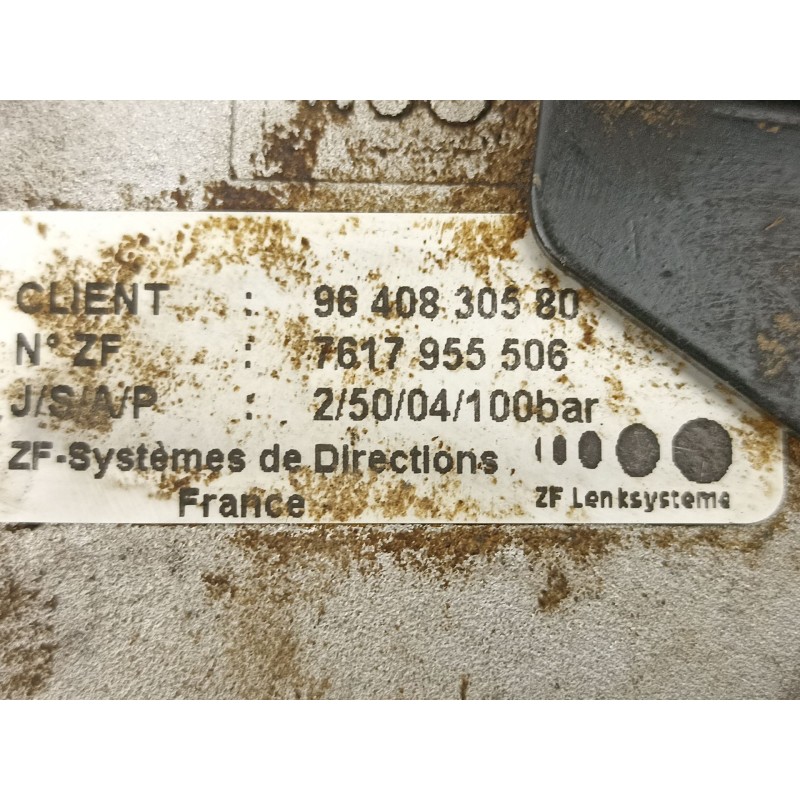 CLIENT : 96 408 305 80
N° ZF : 7617 955 506
J/S/A/P : 2/50/04/100bar
ZF-Systèmes de Directions
France
ZF Lenksysteme